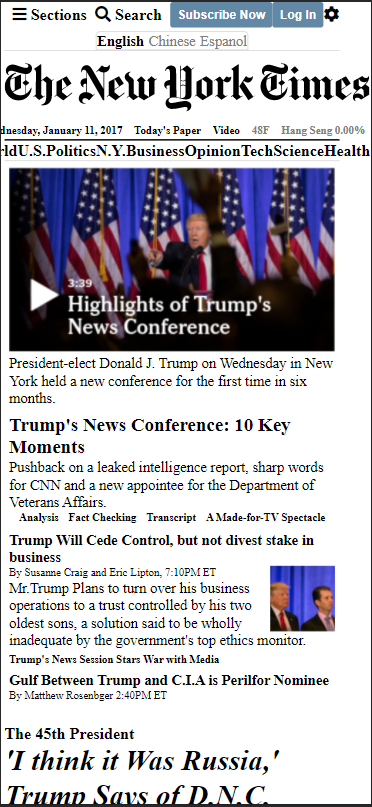 Sections Search Subscribe Now Log In
English Chinese Espanol
The New York Times
dnesday, January 11, 2017 Today's Paper Video 48F Hang Seng 0.00%
rldU.S.PoliticsN.Y.BusinessOpinionTechScienceHealth
3:39
Highlights of Trump's
News Conference
President-elect Donald J. Trump on Wednesday in New
York held a new conference for the first time in six
months.
Trump's News Conference: 10 Key
Moments
Pushback on a leaked intelligence report, sharp words
for CNN and a new appointee for the Department of
Veterans Affairs.
Analysis Fact Checking Transcript A Made-for-TV Spectacle
Trump Will Cede Control, but not divest stake in
business
By Susanne Craig and Eric Lipton, 7:10PM ET
Mr.Trump Plans to turn over his business
operations to a trust controlled by his two
oldest sons, a solution said to be wholly
inadequate by the government's top ethics monitor.
Trump's News Session Stars War with Media
Gulf Between Trump and C.I.A is Perilfor Nominee
By Matthew Rosenbger 2:40PM ET
The 45th President
'I think it Was Russia,'
Trump Says of D.N.C.